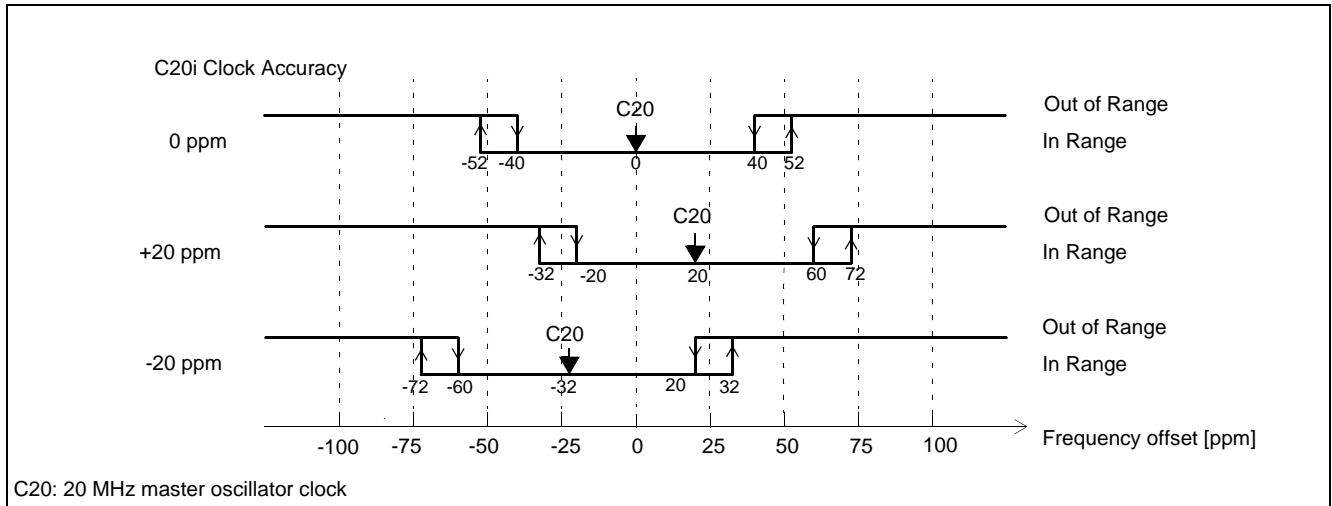 C20i Clock Accuracy
C20
Out of Range
0 ppm
In Range
-52 -40 0 40 52
C20
Out of Range
+20 ppm
In Range
-32 -20 20 60 72
C20
Out of Range
-20 ppm
In Range
-72 -60 -32 20 32
-100 -75 -50 -25 0 25 50 75 100 Frequency offset [ppm]
C20: 20 MHz master oscillator clock